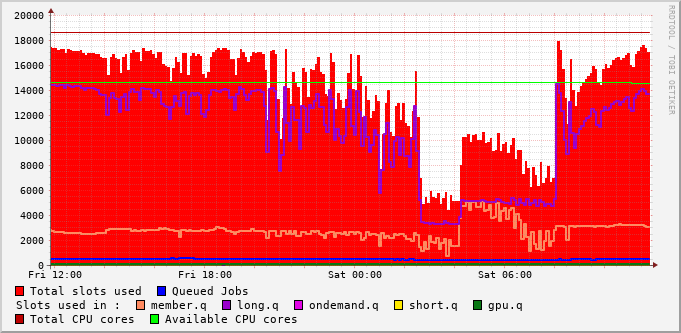 20000
18000
16000
14000
12000
10000
8000
6000
4000
2000
0
Fri 12:00 Fri 18:00 Sat 00:00 Sat 06:00
RRDTOOL / TOBI OETIKER
Total slots used Queued Jobs
Slots used in : member.q long.q ondemand.q short.q gpu.q
Total CPU cores Available CPU cores